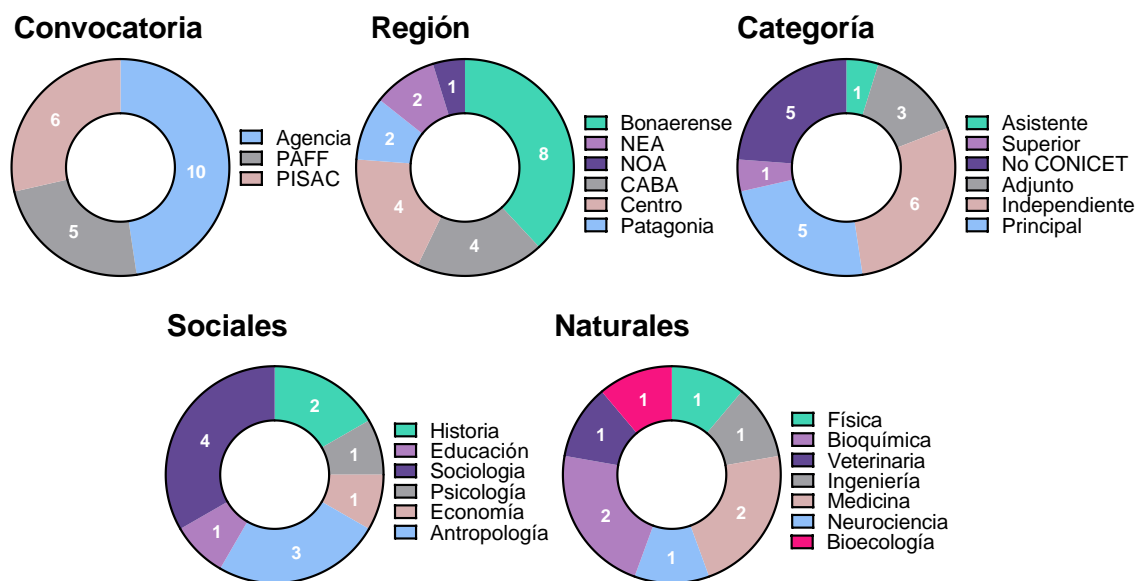 Convocatoria
6
10
5
Agencia
PAFF
PISAC
Región
1
2
2
8
4
4
Bonaerense
NEA
NOA
CABA
Centro
Patagonia
Categoría
1
5
3
1
6
5
Asistente
Superior
No CONICET
Adjunto
Independiente
Principal
Sociales
2
4
1
1
1
3
Historia
Educación
Sociologia
Psicología
Economía
Antropología
Naturales
1
1
1
1
2
2
1
Física
Bioquímica
Veterinaria
Ingeniería
Medicina
Neurociencia
Bioecología